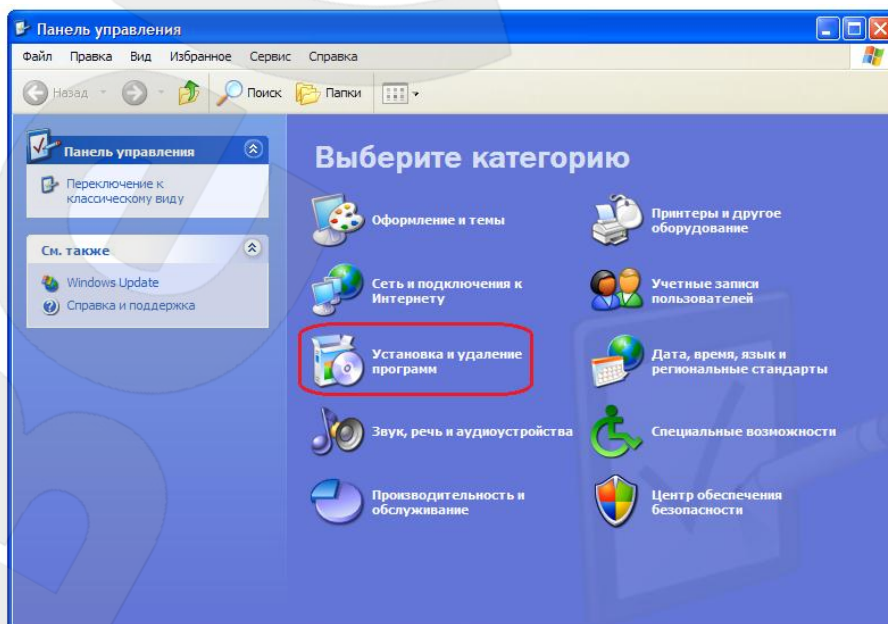 Панель управления
Файл Правка Вид Избранное Сервис Справка
Назад Поиск Папки
Панель управления
Переключение к
классическому виду
См. также
Windows Update
Справка и поддержка
Выберите категорию
Оформление и темы
Принтеры и другое
оборудование
Сеть и подключения к
Интернету
Учетные записи
пользователей
Установка и удаление
программ
Дата, время, язык и
региональные стандарты
Звук, речь и аудиоустройства
Специальные возможности
Производительность и
обслуживание
Центр обеспечения
безопасности